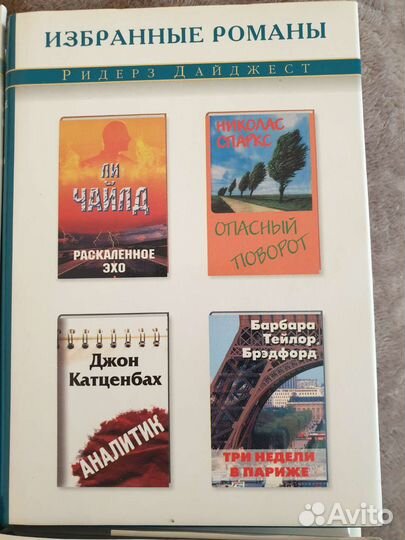 ИЗБРАННЫЕ РОМАНЫ
РИДЕРЗ ДАЙДЖЕСТ
ЛИ
ЧАЙЛД
РАСКАЛЕННОЕ
ЭХО
НИКОЛАС
СПАРКС
ОПАСНЫЙ
ПОВОРОТ
Джон
Катценбах
АНАЛИТИК
Барбара
Тейлор
Брэдфорд
ТРИ НЕДЕЛИ
В ПАРИЖЕ
Avito